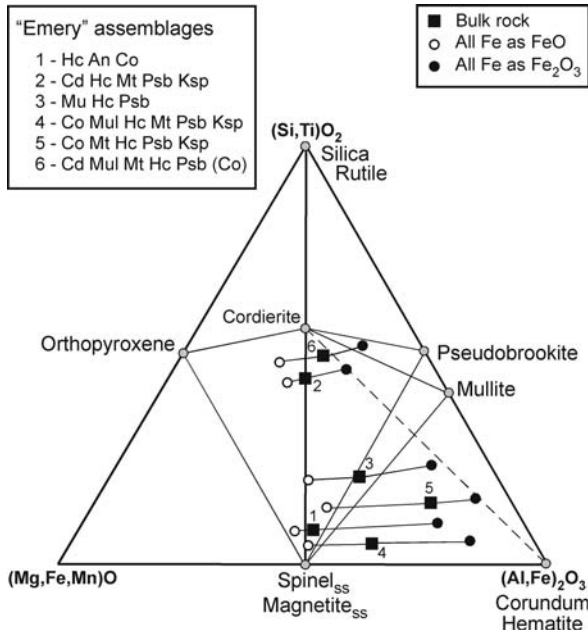 “Emery” assemblages
1 - Hc An Co
2 - Cd Hc Mt Psb Ksp
3 - Mu Hc Psb
4 - Co Mul Hc Mt Psb Ksp
5 - Co Mt Hc Psb Ksp
6 - Cd Mul Mt Hc Psb (Co)
Bulk rock
All Fe as FeO
All Fe as Fe₂O₃
(Si,Ti)O₂
Silica
Rutile
Cordierite
Orthopyroxene
Pseudobrookite
Mullite
6
2
3
5
1
4
(Mg,Fe,Mn)O
Spinelss
Magnetitess
(Al,Fe)₂O₃
Corundum
Hematite